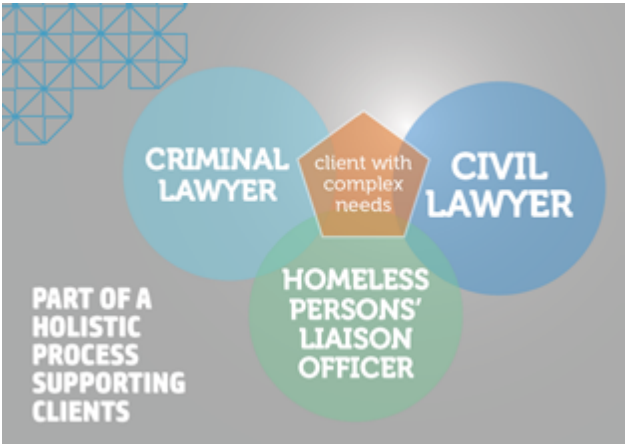 CRIMINAL
LAWYER
client with
complex
needs
CIVIL
LAWYER
HOMELESS
PERSONS’
LIAISON
OFFICER
PART OF A
HOLISTIC
PROCESS
SUPPORTING
CLIENTS